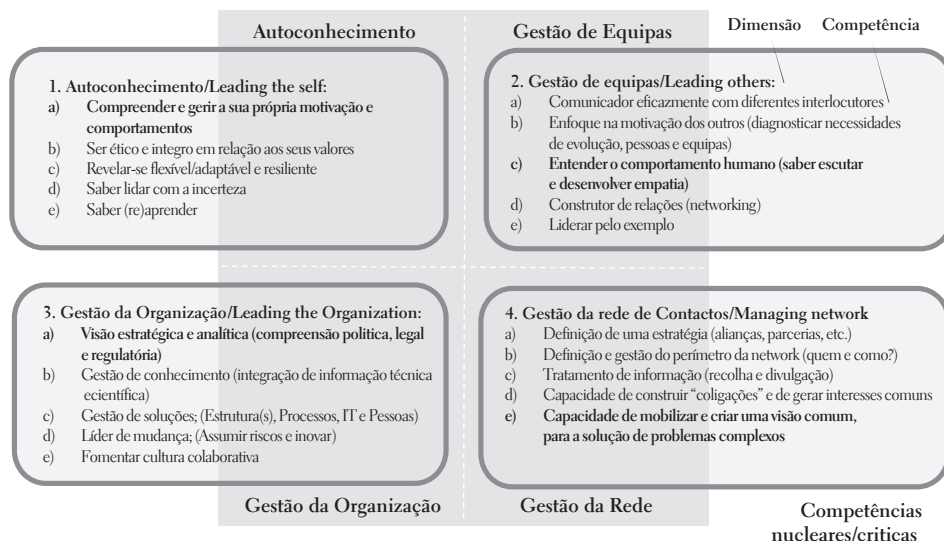 Autoconhecimento
Gestão de Equipas
Dimensão
Competência
1. Autoconhecimento/Leading the self:
a) Compreender e gerir a sua própria motivação e
comportamentos
b) Ser ético e integro em relação aos seus valores
c) Revelar-se flexível/adaptável e resiliente
d) Saber lidar com a incerteza
e) Saber (re)aprender
2. Gestão de equipas/Leading others:
a) Comunicador eficazmente com diferentes interlocutores
b) Enfoque na motivação dos outros (diagnosticar necessidades
de evolução, pessoas e equipas)
c) Entender o comportamento humano (saber escutar
e desenvolver empatia)
d) Construtor de relações (networking)
e) Liderar pelo exemplo
3. Gestão da Organização/Leading the Organization:
a) Visão estratégica e analítica (compreensão politica, legal
e regulatória)
b) Gestão de conhecimento (integração de informação técnica
ecientífica)
c) Gestão de soluções; (Estrutura(s), Processos, IT e Pessoas)
d) Líder de mudança; (Assumir riscos e inovar)
e) Fomentar cultura colaborativa
4. Gestão da rede de Contactos/Managing network
a) Definição de uma estratégia (alianças, parcerias, etc.)
b) Definição e gestão do perímetro da network (quem e como?)
c) Tratamento de informação (recolha e divulgação)
d) Capacidade de construir “coligações” e de gerar interesses comuns
e) Capacidade de mobilizar e criar uma visão comum,
para a solução de problemas complexos
Gestão da Organização
Gestão da Rede
Competências
nucleares/criticas